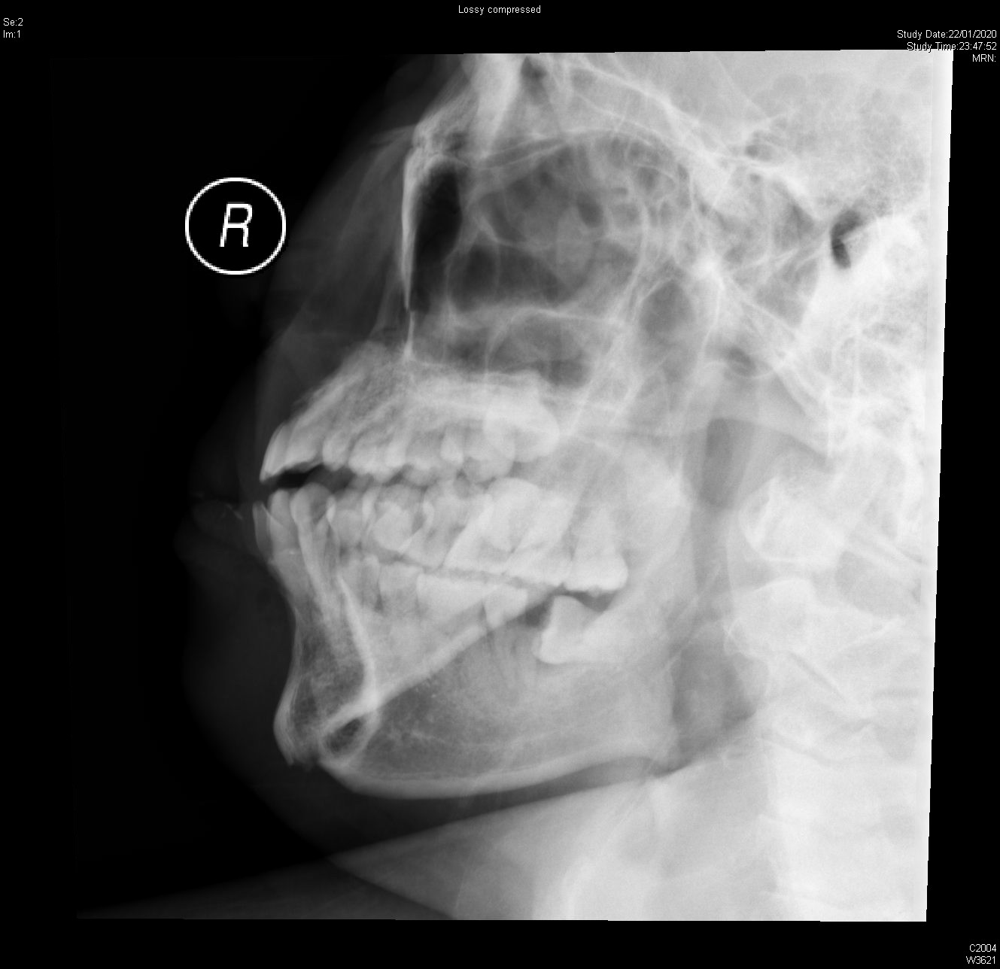 Lossy compressed
Se:2
Im:1
Study Date:22/01/2020
Study Time:23:47:52
MRN:
R
C2004
W3621